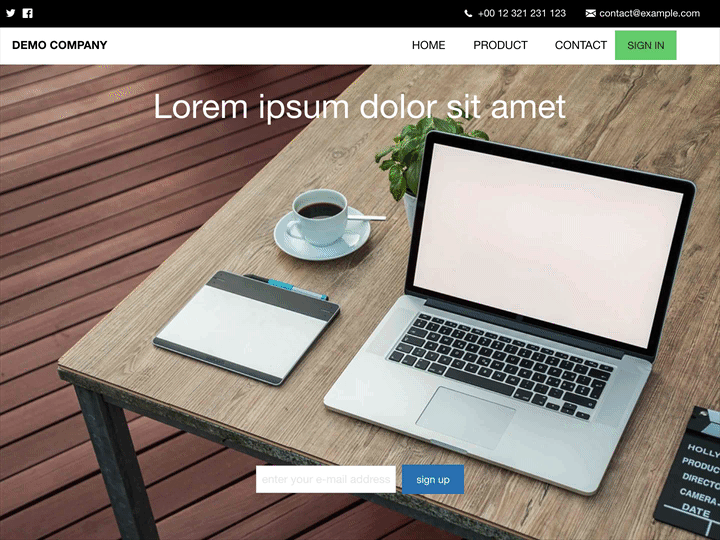 +00 12 321 231 123 contact@example.com
DEMO COMPANY HOME PRODUCT CONTACT SIGN IN
Lorem ipsum dolor sit amet
HOLLY
PRODUC
DIRECTO
CAMERA
DATE
enter your e-mail address sign up